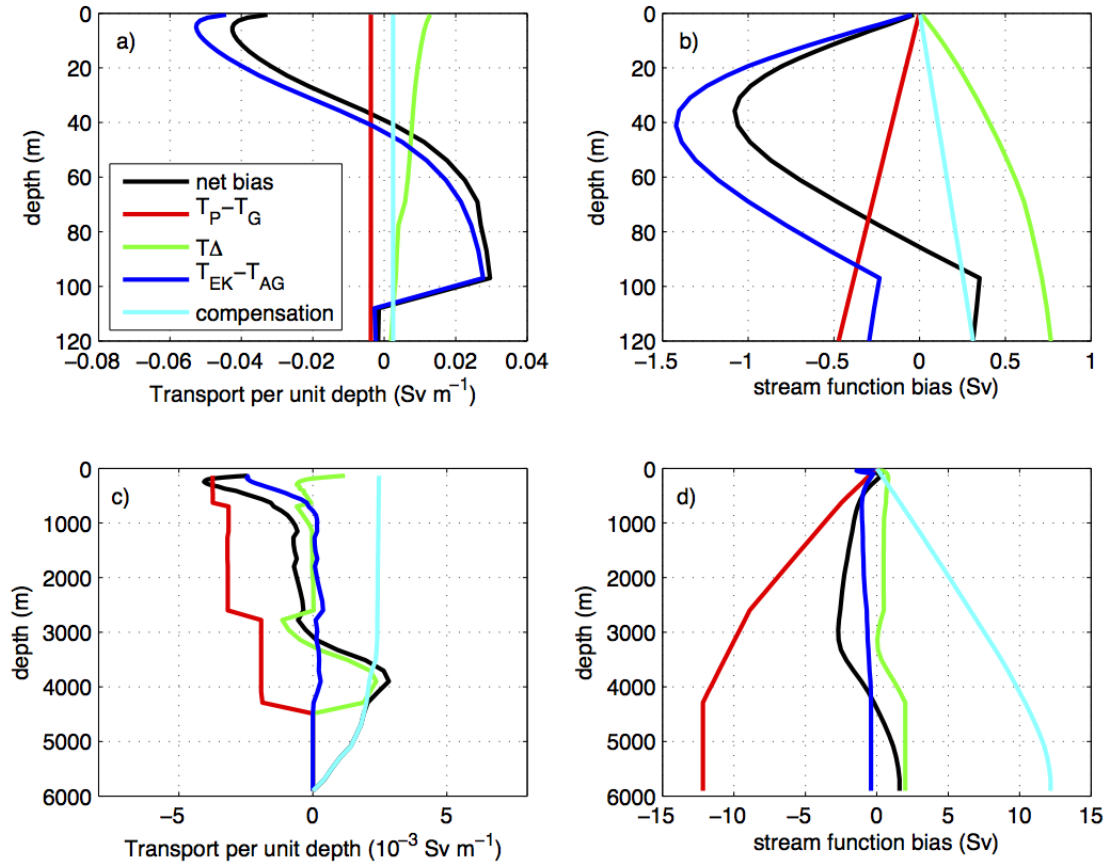 0
20
40
60
80
100
120
depth (m)
a)
net bias
T_P−T_G
TΔ
T_EK−T_AG
compensation
−0.08 −0.06 −0.04 −0.02 0 0.02 0.04
Transport per unit depth (Sv m⁻¹)
0
20
40
60
80
100
120
depth (m)
b)
−1.5 −1 −0.5 0 0.5 1
stream function bias (Sv)
0
1000
2000
3000
4000
5000
6000
depth (m)
c)
−5 0 5
Transport per unit depth (10⁻³ Sv m⁻¹)
0
1000
2000
3000
4000
5000
6000
depth (m)
d)
−15 −10 −5 0 5 10 15
stream function bias (Sv)